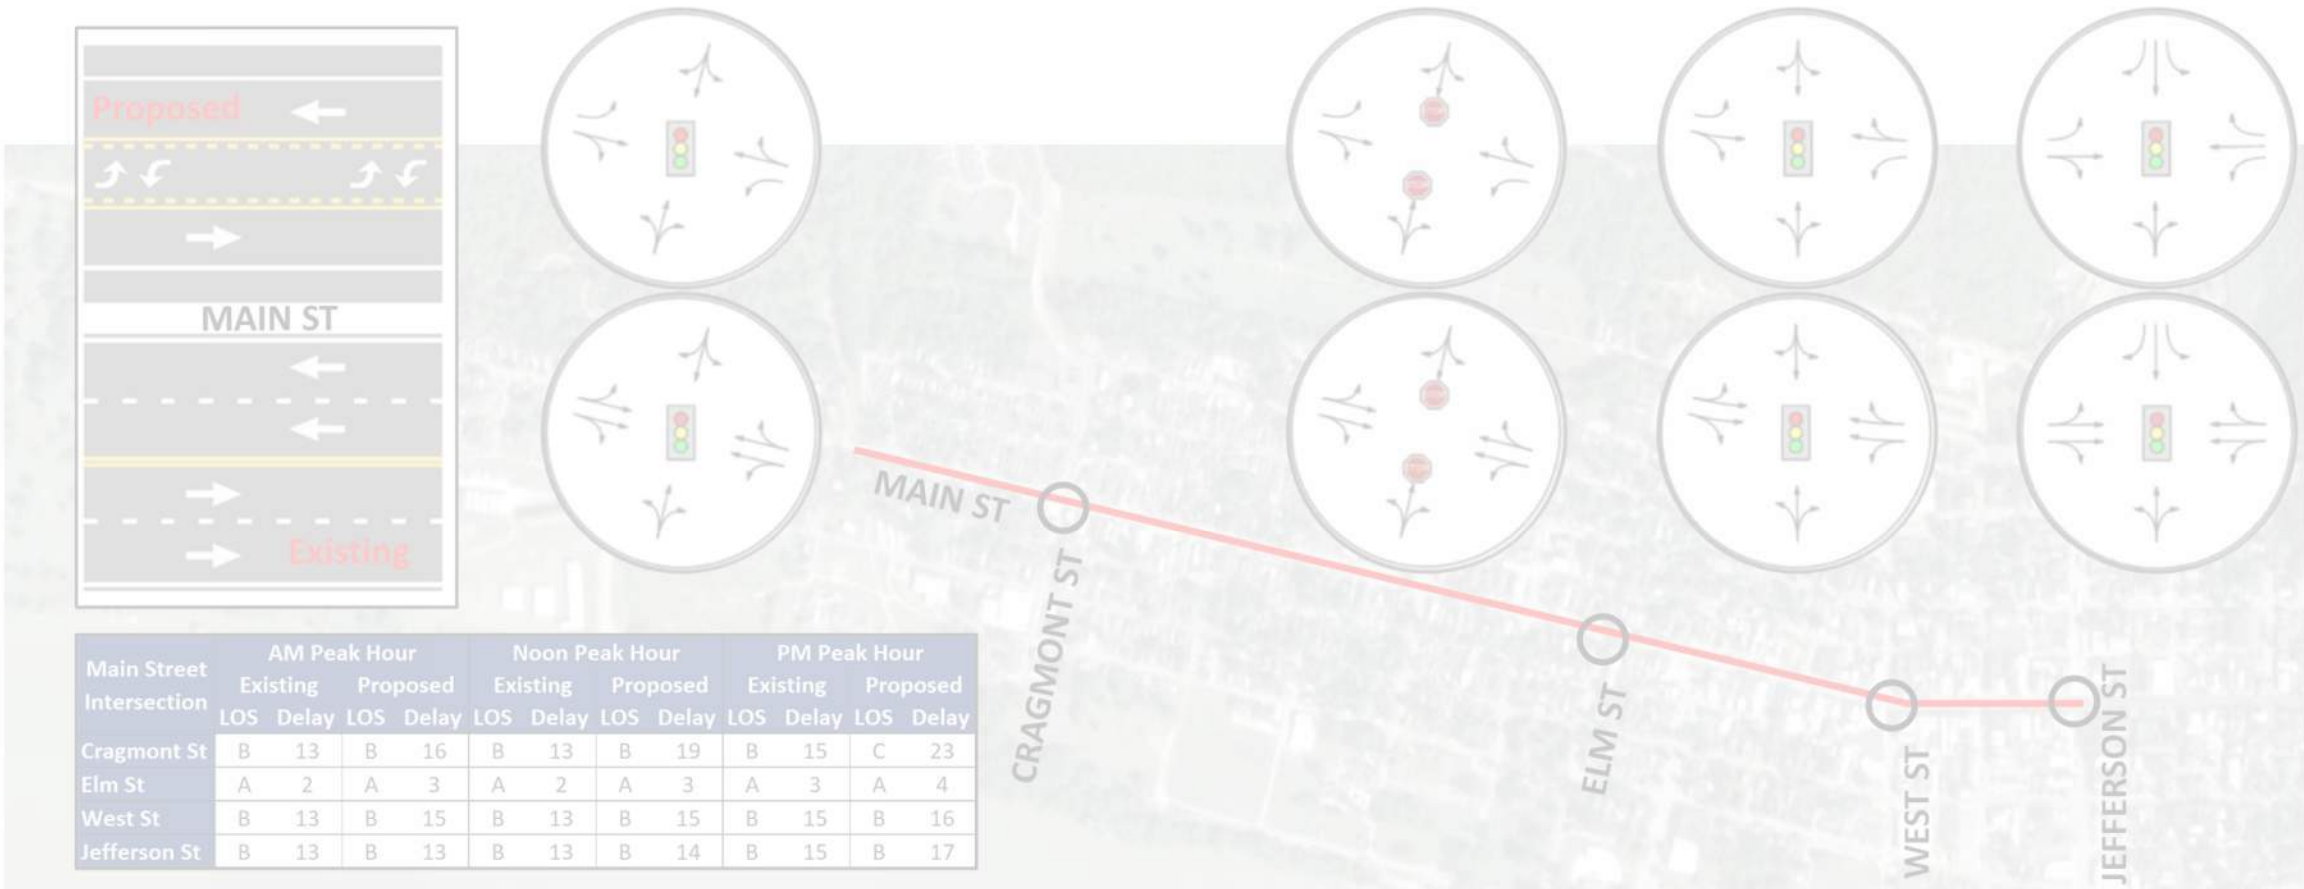 Proposed
MAIN ST
Existing
MAIN ST
CRAGMONT ST
ELM ST
WEST ST
JEFFERSON ST
Main Street Intersection AM Peak Hour Noon Peak Hour PM Peak Hour
Existing Proposed Existing Proposed Existing Proposed
LOS Delay LOS Delay LOS Delay LOS Delay LOS Delay LOS Delay
Cragmont St B 13 B 16 B 13 B 19 B 15 C 23
Elm St A 2 A 3 A 2 A 3 A 3 A 4
West St B 13 B 15 B 13 B 15 B 15 B 16
Jefferson St B 13 B 13 B 13 B 14 B 15 B 17